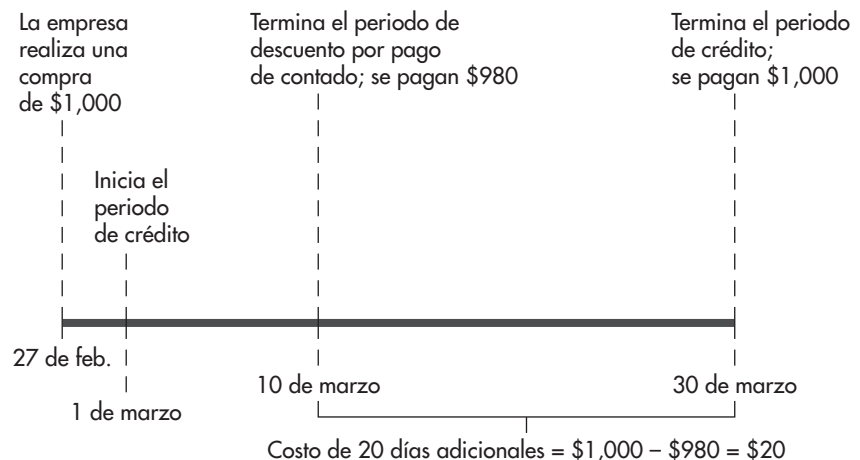 La empresa
realiza una
compra
de $1,000
Termina el periodo de
descuento por pago
de contado; se pagan $980
Termina el periodo
de crédito;
se pagan $1,000
Inicia el
periodo
de crédito
27 de feb.
1 de marzo
10 de marzo
30 de marzo
Costo de 20 días adicionales = $1,000 – $980 = $20